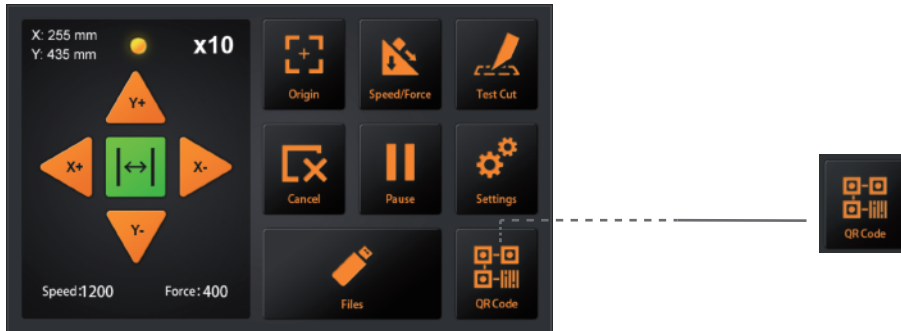 X: 255 mm
Y: 435 mm
x10
Y+
X+
X-
Y-
Speed:1200
Force: 400
Origin
Speed/Force
Test Cut
Cancel
Pause
Settings
Files
QR Code
QR Code